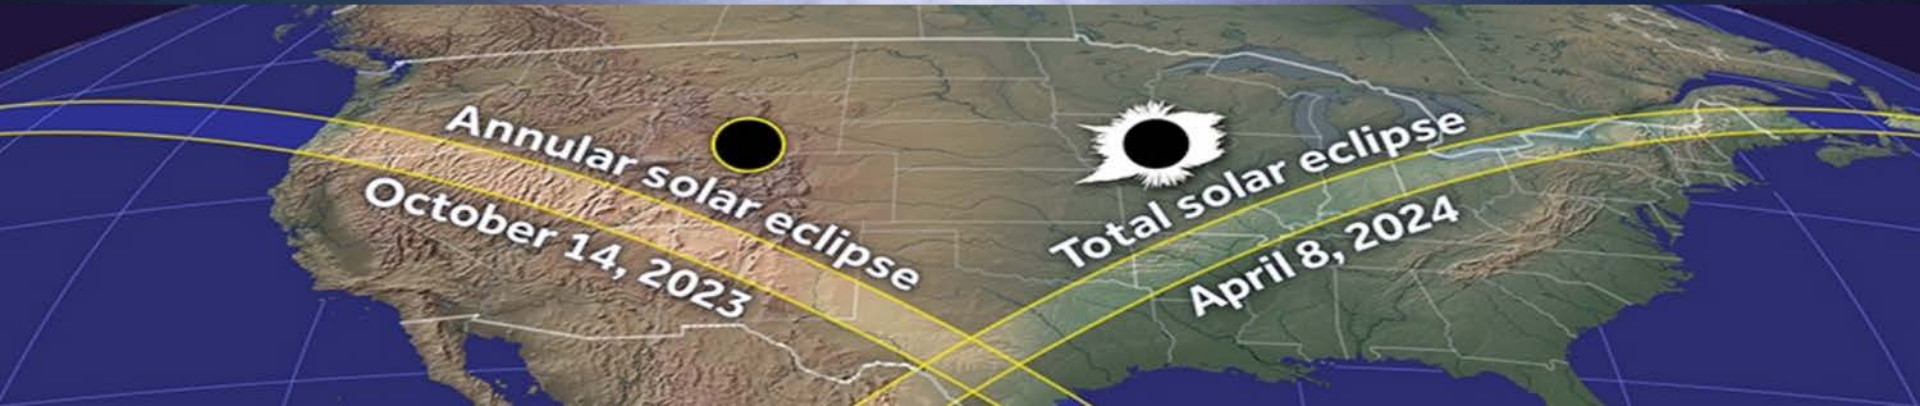 Annular solar eclipse
October 14, 2023
Total solar eclipse
April 8, 2024